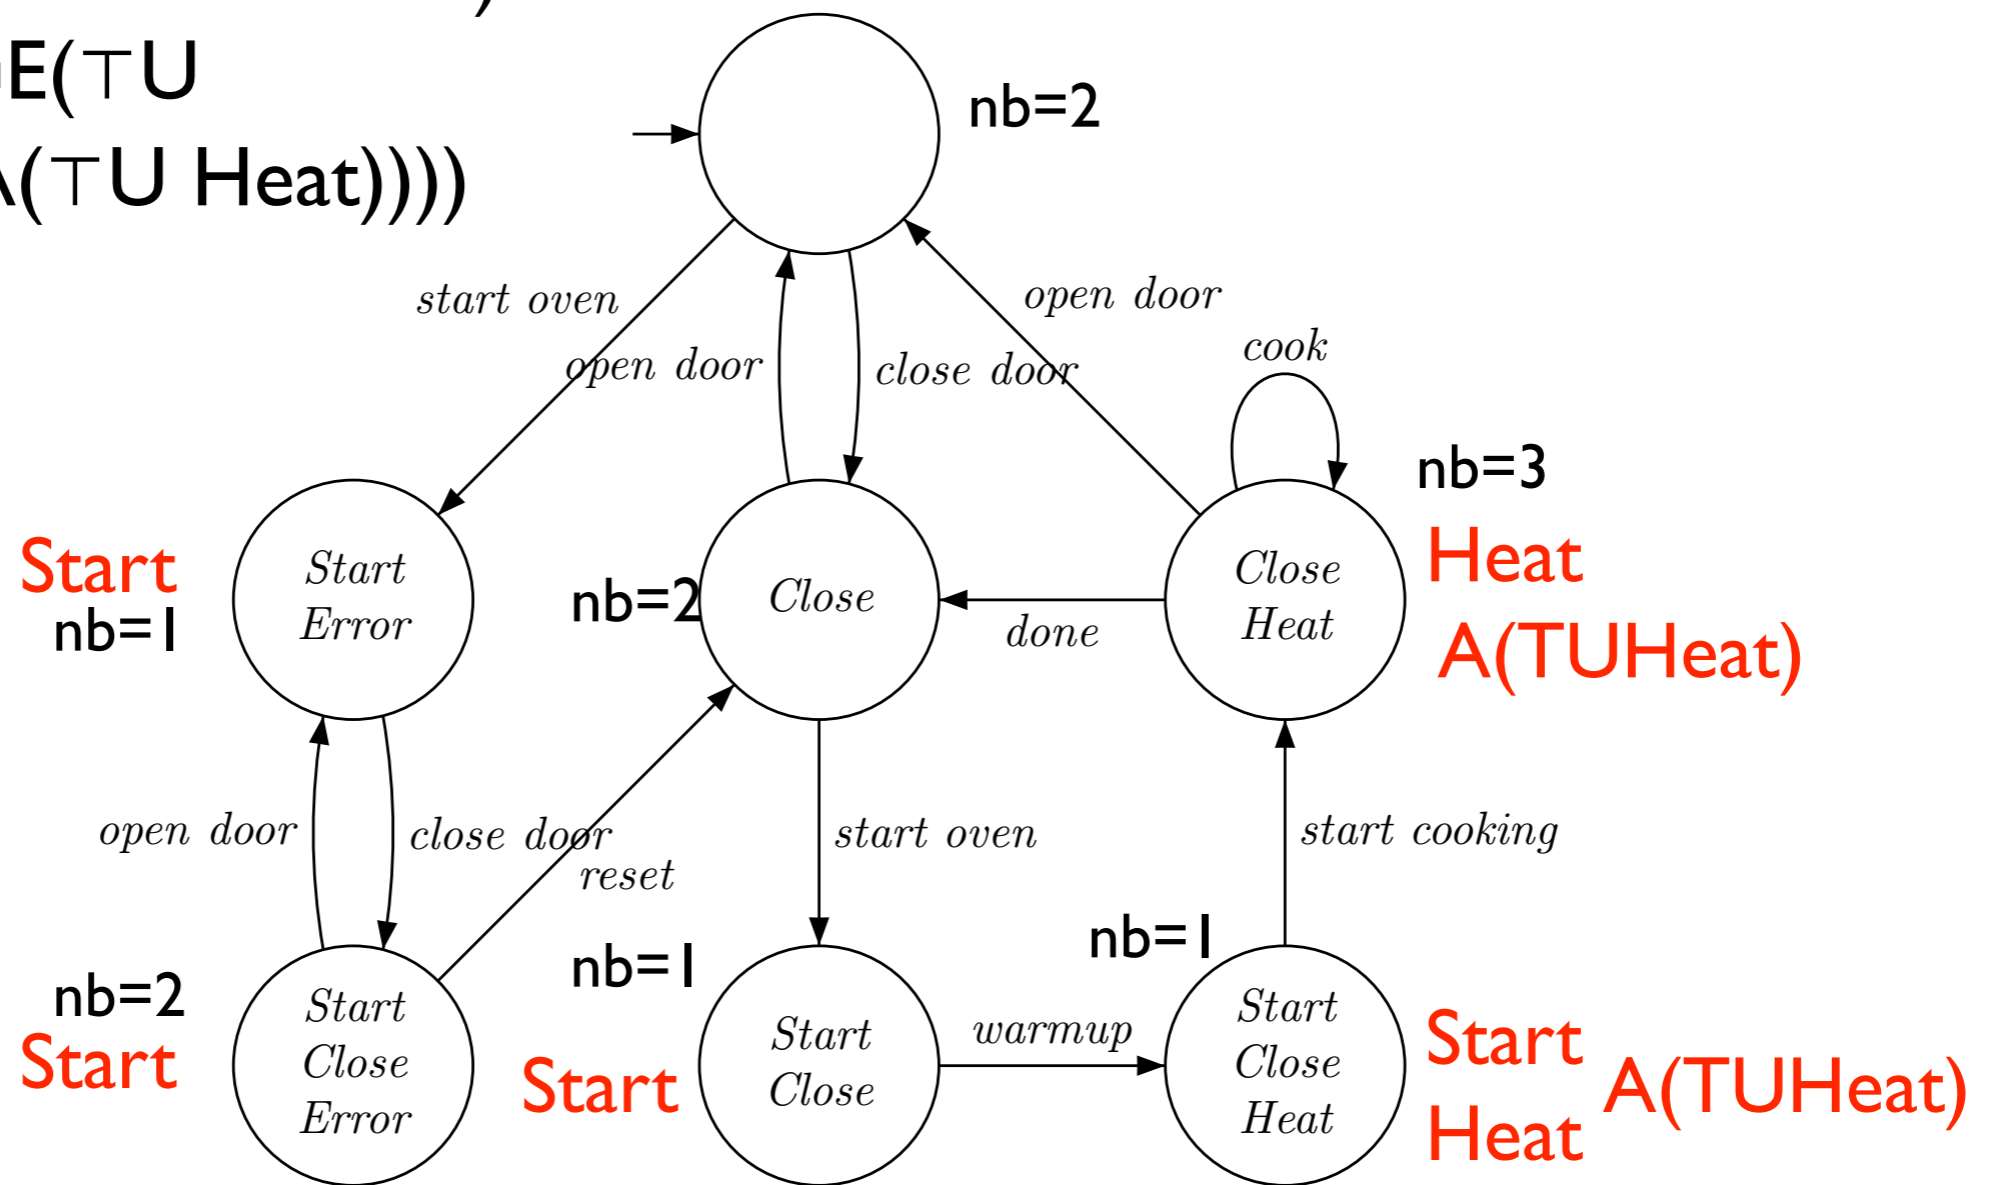 )
E(⊤U
A(⊤U Heat))))
nb=2
start oven
open door
close door
open door
cook
nb=3
Start
nb=1
Start
Error
nb=2
Close
done
Close
Heat
Heat
A(TUHeat)
open door
close door
reset
start oven
start cooking
nb=2
Start
Start
Close
Error
nb=1
Start
Start
Close
warmup
nb=1
Start
Close
Heat
Start
Heat
A(TUHeat)